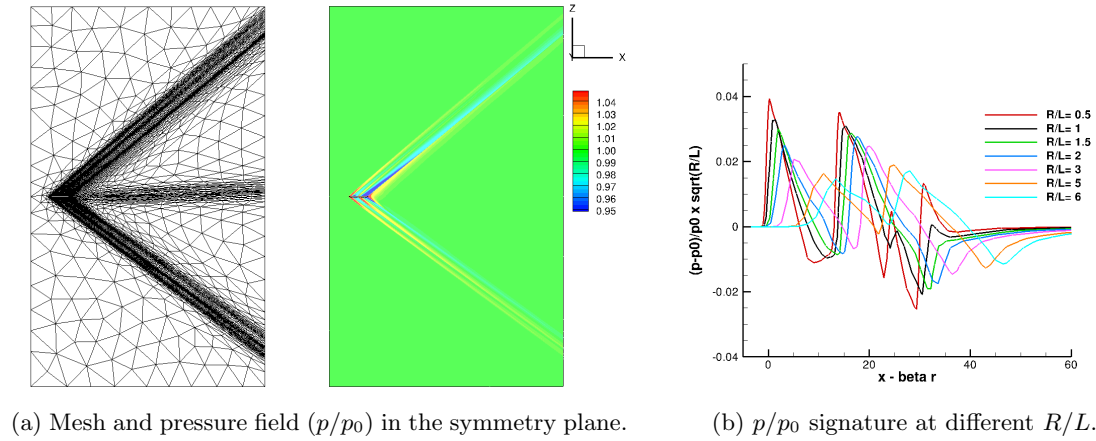 Z
X
Y
1.04
1.03
1.02
1.01
1.00
0.99
0.98
0.97
0.96
0.95
(p-p0)/p0 x sqrt(R/L)
0.04
0.02
0
-0.02
-0.04
R/L= 0.5
R/L= 1
R/L= 1.5
R/L= 2
R/L= 3
R/L= 5
R/L= 6
0 20 40 60
x - beta r
(a) Mesh and pressure field (p/p₀) in the symmetry plane.
(b) p/p₀ signature at different R/L.